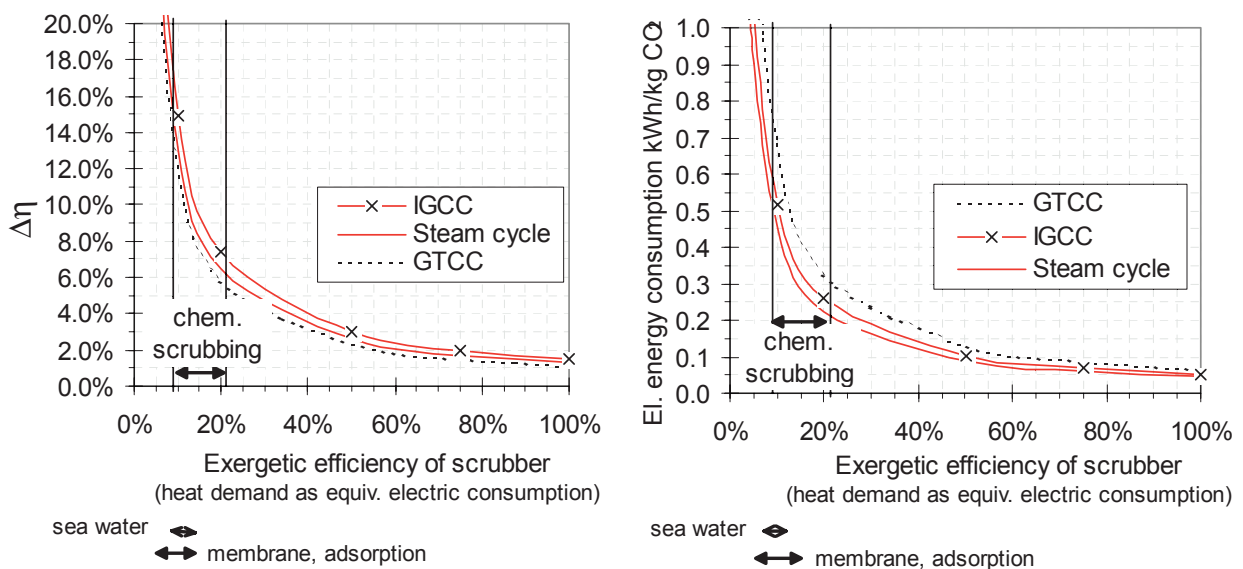 20.0%
18.0%
16.0%
14.0%
12.0%
10.0%
8.0%
6.0%
4.0%
2.0%
0.0%
Δη
IGCC
Steam cycle
GTCC
chem.
scrubbing
0%
20%
40%
60%
80%
100%
Exergetic efficiency of scrubber
(heat demand as equiv. electric consumption)
sea water
membrane, adsorption
El. energy consumption kWh/kg CO2
1.0
0.9
0.8
0.7
0.6
0.5
0.4
0.3
0.2
0.1
0.0
GTCC
IGCC
Steam cycle
chem.
scrubbing
0%
20%
40%
60%
80%
100%
Exergetic efficiency of scrubber
(heat demand as equiv. electric consumption)
sea water
membrane, adsorption